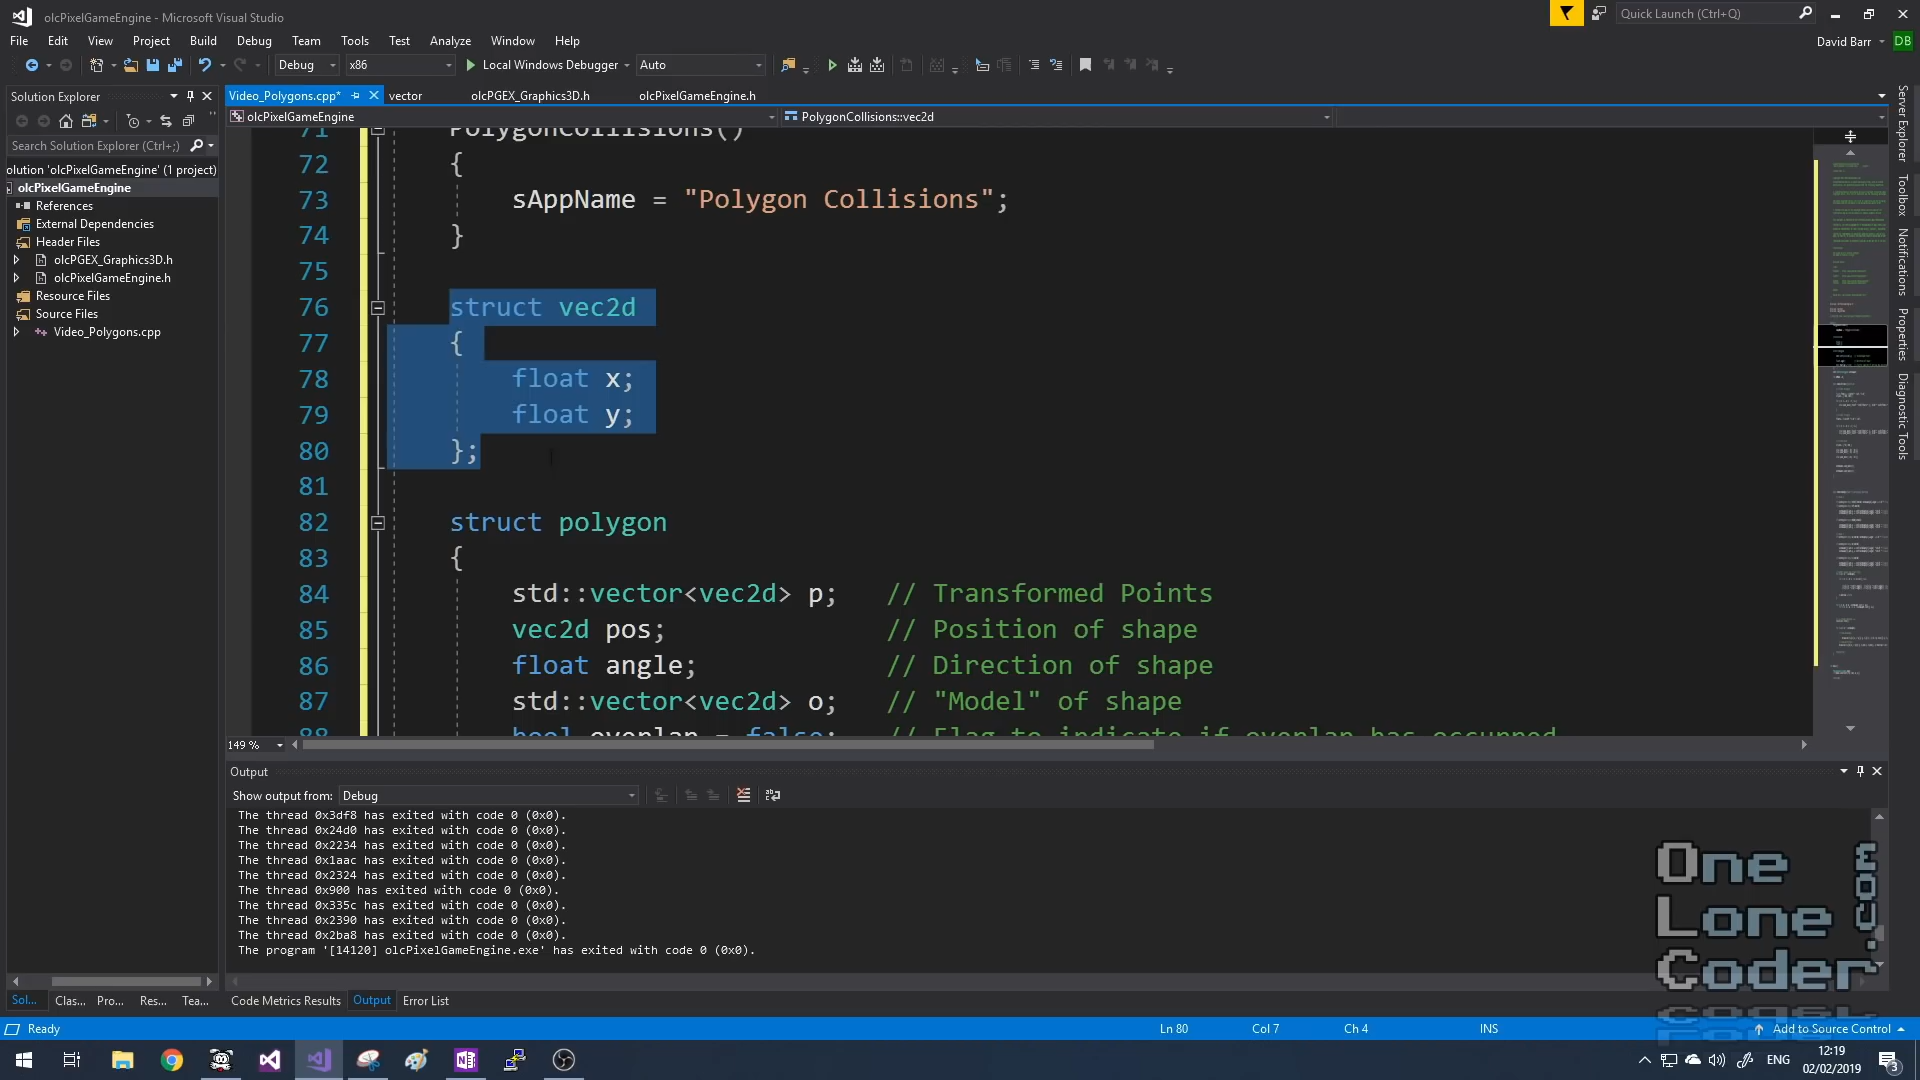 olcPixelGameEngine - Microsoft Visual Studio
Quick Launch (Ctrl+Q)
File Edit View Project Build Debug Team Tools Test Analyze Window Help
David Barr DB
Debug x86 Local Windows Debugger Auto
Solution Explorer
Video_Polygons.cpp* vector olcPGEX_Graphics3D.h olcPixelGameEngine.h
olcPixelGameEngine PolygonCollisions::vec2d
Search Solution Explorer (Ctrl+;)
olution 'olcPixelGameEngine' (1 project)
olcPixelGameEngine
References
External Dependencies
Header Files
olcPGEX_Graphics3D.h
olcPixelGameEngine.h
Resource Files
Source Files
Video_Polygons.cpp
71 PolygonCollisions()
72 {
73 sAppName = "Polygon Collisions";
74 }
75
76 struct vec2d
77 {
78 float x;
79 float y;
80 };
81
82 struct polygon
83 {
84 std::vector<vec2d> p; // Transformed Points
85 vec2d pos; // Position of shape
86 float angle; // Direction of shape
87 std::vector<vec2d> o; // "Model" of shape
88 bool overlap = false; // Flag to indicate if overlap has occurred
149 %
Server Explorer
Toolbox
Notifications
Properties
Diagnostic Tools
Output
Show output from: Debug
The thread 0x3df8 has exited with code 0 (0x0).
The thread 0x24d0 has exited with code 0 (0x0).
The thread 0x2234 has exited with code 0 (0x0).
The thread 0x1aac has exited with code 0 (0x0).
The thread 0x2324 has exited with code 0 (0x0).
The thread 0x900 has exited with code 0 (0x0).
The thread 0x335c has exited with code 0 (0x0).
The thread 0x2390 has exited with code 0 (0x0).
The thread 0x2ba8 has exited with code 0 (0x0).
The program '[14120] olcPixelGameEngine.exe' has exited with code 0 (0x0).
One
Lone
Coder
.com
Sol... Clas... Pro... Res... Tea... Code Metrics Results Output Error List
Ready Ln 80 Col 7 Ch 4 INS Add to Source Control
ENG 12:19
02/02/2019
3